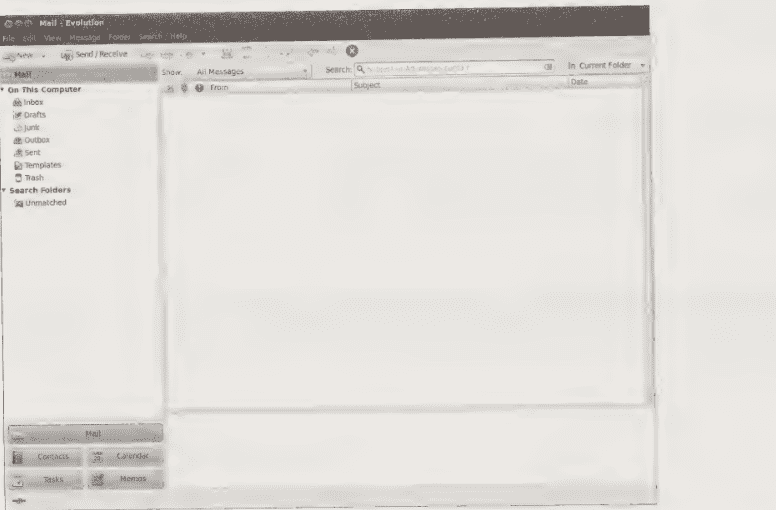 Mail - Evolution
File Edit View Message Folder Search Help
New Send / Receive
Mail Show: All Messages Search: in Current Folder
From Subject Date
On This Computer
Inbox
Drafts
Junk
Outbox
Sent
Templates
Trash
Search Folders
Unmatched
Mail
Contacts Calendar
Tasks Memos